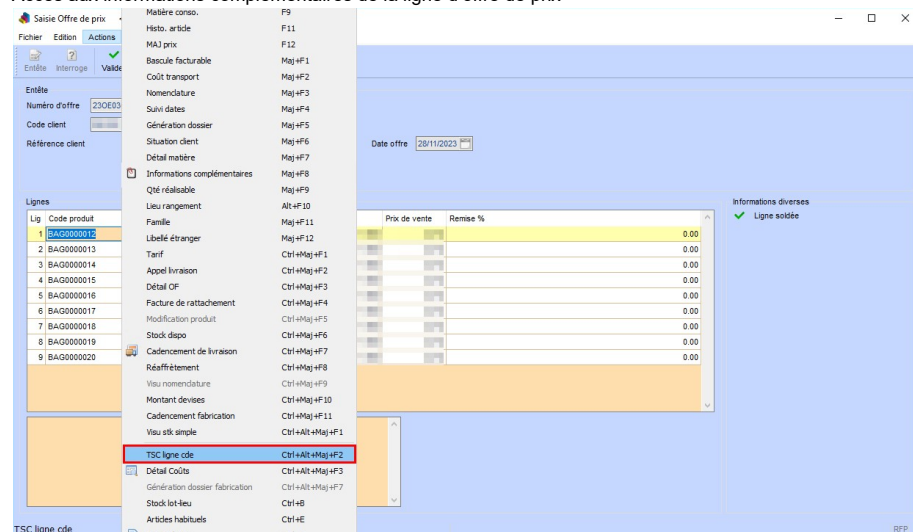 Accès aux informations complémentaires de la ligne d'offre de prix
Saisie Offre de prix
Fichier Edition Actions
Entête Interroge Valide
Entête
Numéro d'offre 23OE03
Code client
Référence client
Date offre 28/11/2023
Matière conso. F9
Histo. article F11
MAJ prix F12
Bascule facturable Maj+F1
Coût transport Maj+F2
Nomenclature Maj+F3
Suivi dates Maj+F4
Génération dossier Maj+F5
Situation client Maj+F6
Détail matière Maj+F7
Informations complémentaires Maj+F8
Qté réalisable Maj+F9
Lieu rangement Alt+F10
Famille Maj+F11
Libellé étranger Maj+F12
Tarif Ctrl+Maj+F1
Appel livraison Ctrl+Maj+F2
Détail OF Ctrl+Maj+F3
Facture de rattachement Ctrl+Maj+F4
Modification produit Ctrl+Maj+F5
Stock dispo Ctrl+Maj+F6
Cadencement de livraison Ctrl+Maj+F7
Réaffrètement Ctrl+Maj+F8
Visu nomendature Ctrl+Maj+F9
Montant devises Ctrl+Maj+F10
Cadencement fabrication Ctrl+Maj+F11
Visu stk simple Ctrl+Alt+Maj+F1
TSC ligne cde Ctrl+Alt+Maj+F2
Détail Coûts Ctrl+Alt+Maj+F3
Génération dossier fabrication Ctrl+Alt+Maj+F7
Stock lot-lieu Ctrl+B
Articles habituels Ctrl+E
Lignes
Lig Code produit Prix de vente Remise %
1 BAG0000012 0.00
2 BAG0000013 0.00
3 BAG0000014 0.00
4 BAG0000015 0.00
5 BAG0000016 0.00
6 BAG0000017 0.00
7 BAG0000018 0.00
8 BAG0000019 0.00
9 BAG0000020 0.00
Informations diverses
Ligne soldée
TSC ligne cde
RFP